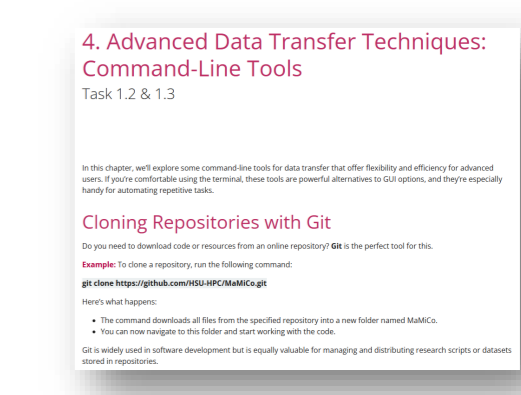 4. Advanced Data Transfer Techniques:
Command-Line Tools
Task 1.2 & 1.3
In this chapter, we'll explore some command-line tools for data transfer that offer flexibility and efficiency for advanced
users. If you're comfortable using the terminal, these tools are powerful alternatives to GUI options, and they're especially
handy for automating repetitive tasks.
Cloning Repositories with Git
Do you need to download code or resources from an online repository? Git is the perfect tool for this.
Example: To clone a repository, run the following command:
git clone https://github.com/HSU-HPC/MaMiCo.git
Here's what happens:
• The command downloads all files from the specified repository into a new folder named MaMiCo.
• You can now navigate to this folder and start working with the code.
Git is widely used in software development but is equally valuable for managing and distributing research scripts or datasets
stored in repositories.